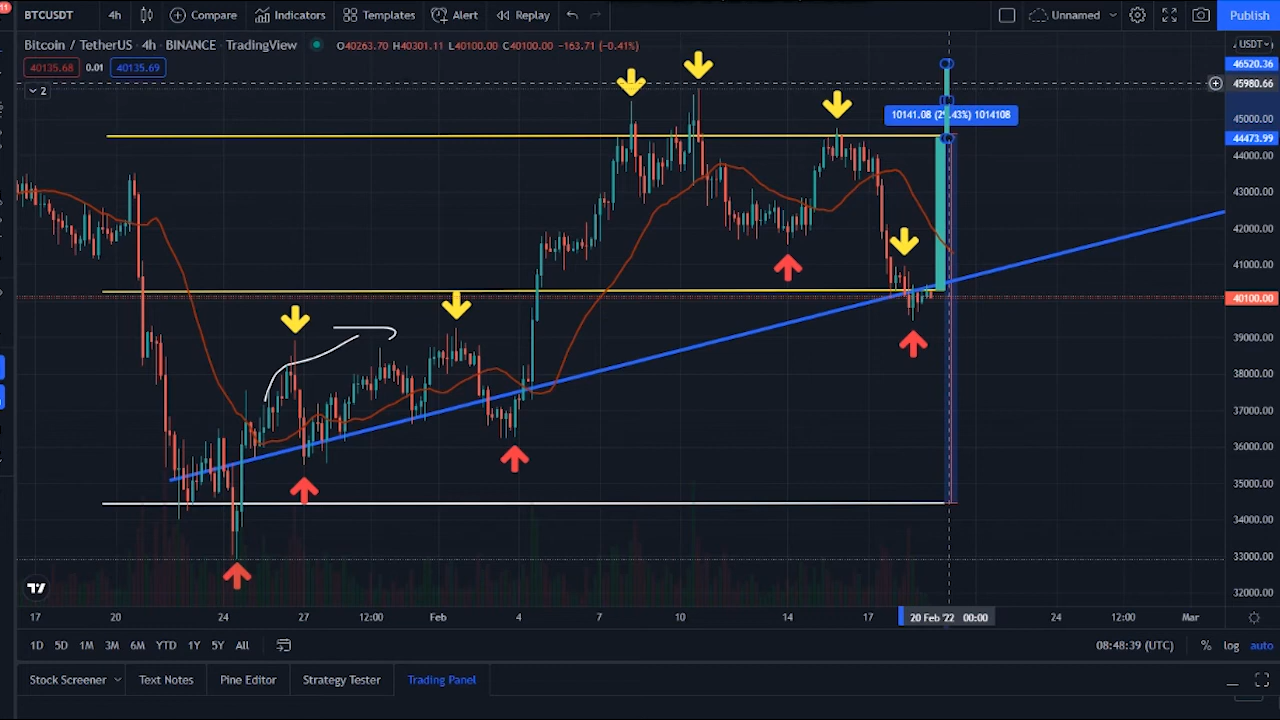 11
BTCUSDT 4h Compare Indicators Templates Alert Replay Unnamed Publish
Bitcoin / TetherUS · 4h · BINANCE · TradingView O40263.70 H40301.11 L40100.00 C40100.00 −163.71 (−0.41%) USDT
40135.68 0.01 40135.69
2
46520.36
45980.66
45000.00
10141.08 (2 .43%) 1014108
44473.99
44000.00
43000.00
42000.00
41000.00
40100.00
39000.00
38000.00
37000.00
36000.00
35000.00
34000.00
33000.00
32000.00
17 20 24 27 12:00 Feb 4 7 10 14 17 20 Feb '22 00:00 24 12:00 Mar
1D 5D 1M 3M 6M YTD 1Y 5Y All 08:48:39 (UTC) % log auto
Stock Screener Text Notes Pine Editor Strategy Tester Trading Panel